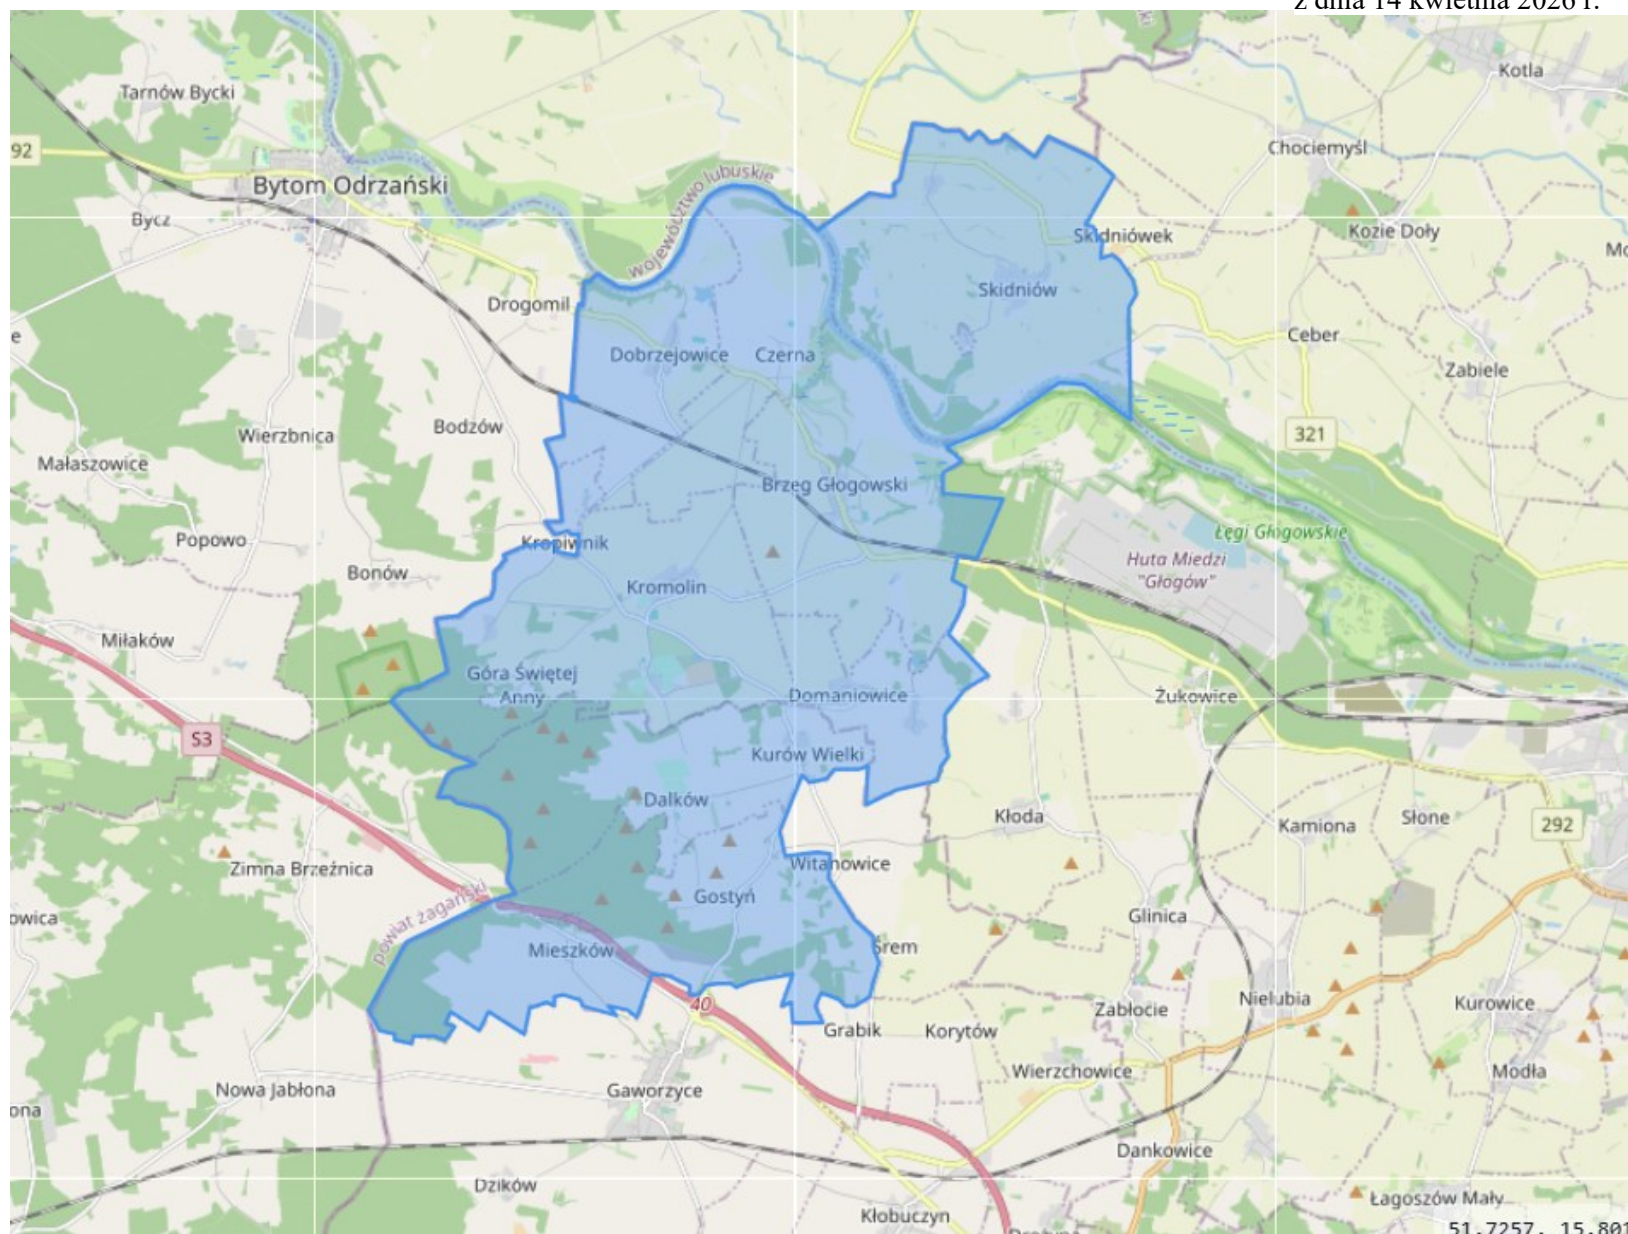 z dnia 14 kwietnia 2026 r.
Kotla
Tarnów Bycki
92
Chociemyśl
województwo lubuskie
Bytom Odrzański
Bycz
Kozie Doły
Skidniówek
Skidniów
Drogomil
e
Ceber
Dobrzejowice
Czerna
Zabiele
Bodzów
Wierzbnica
321
Małaszowice
Brzeg Głogowski
Popowo
Kropiwnik
Łęgi Głogowskie
Huta Miedzi
"Głogów"
Bonów
Kromolin
Miłaków
Góra Świętej
Anny
Domaniowice
Żukowice
S3
Kurów Wielki
Dalków
Kłoda
Słone
Kamiona
292
Witanowice
Zimna Brzeźnica
Gostyń
powiat żagański
owica
Glinica
Mieszków
Śrem
40
Nielubia
Kurowice
Zabłocie
Grabik
Korytów
Wierzchowice
Modła
Nowa Jabłona
Gaworzyce
ona
Dankowice
Dzików
Łagoszów Mały
Kłobuczyn
51.7257, 15.801